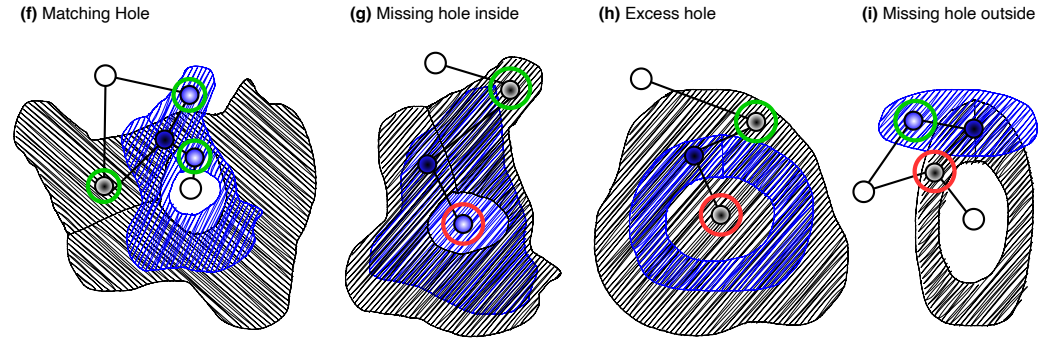 (f) Matching Hole
(g) Missing hole inside
(h) Excess hole
(i) Missing hole outside